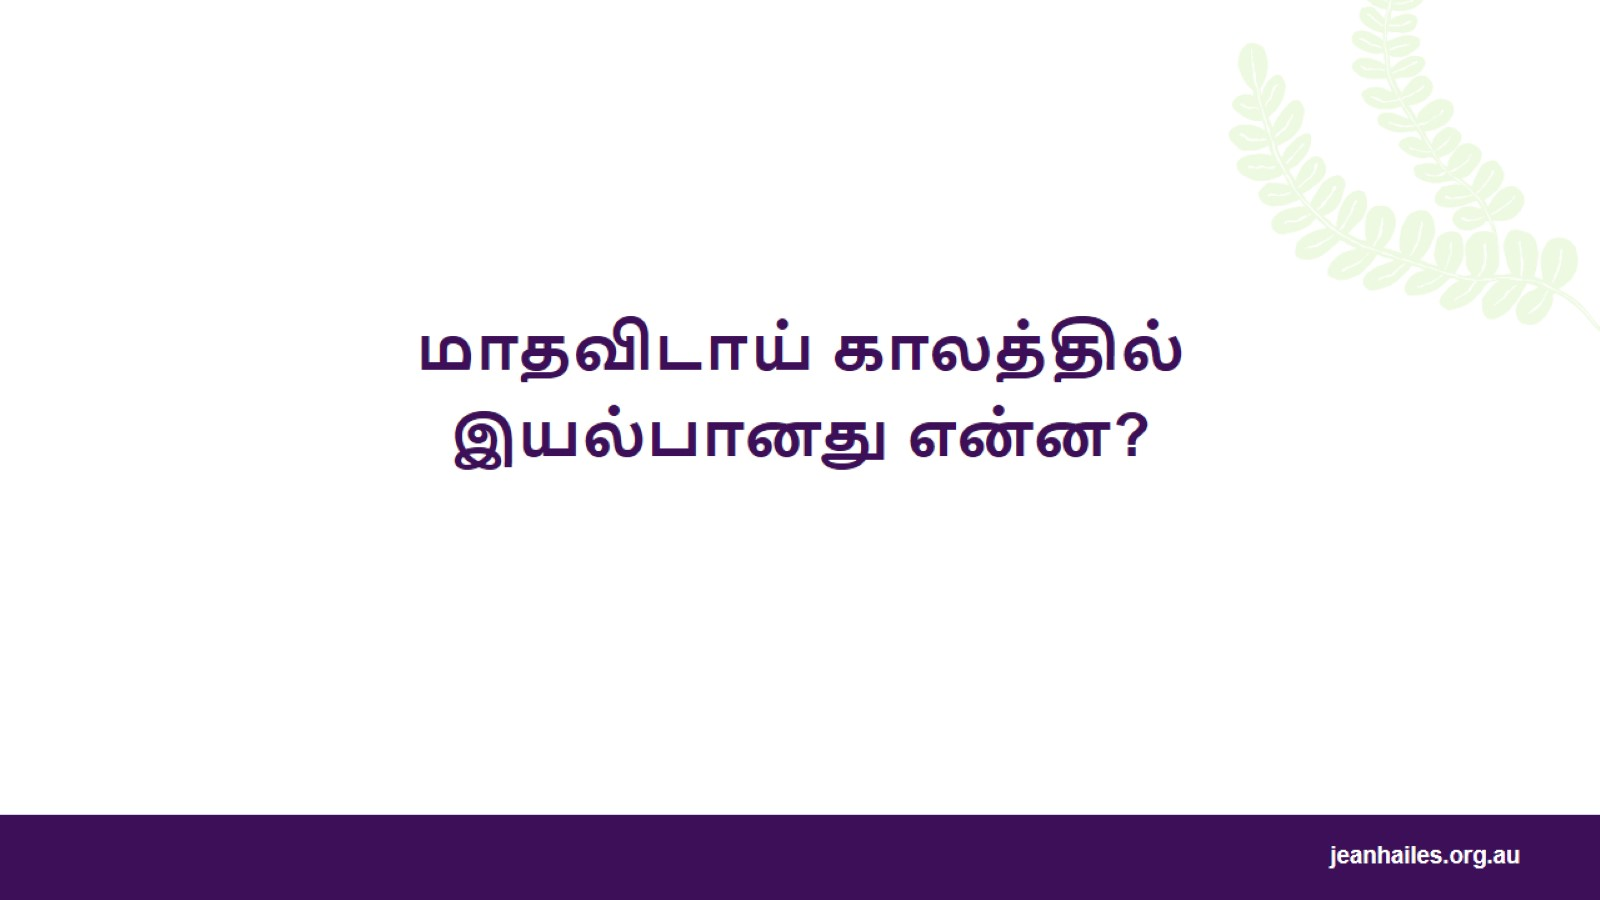 மாதவிடாய் காலத்தில்
இயல்பானது என்ன?
jeanhailes.org.au